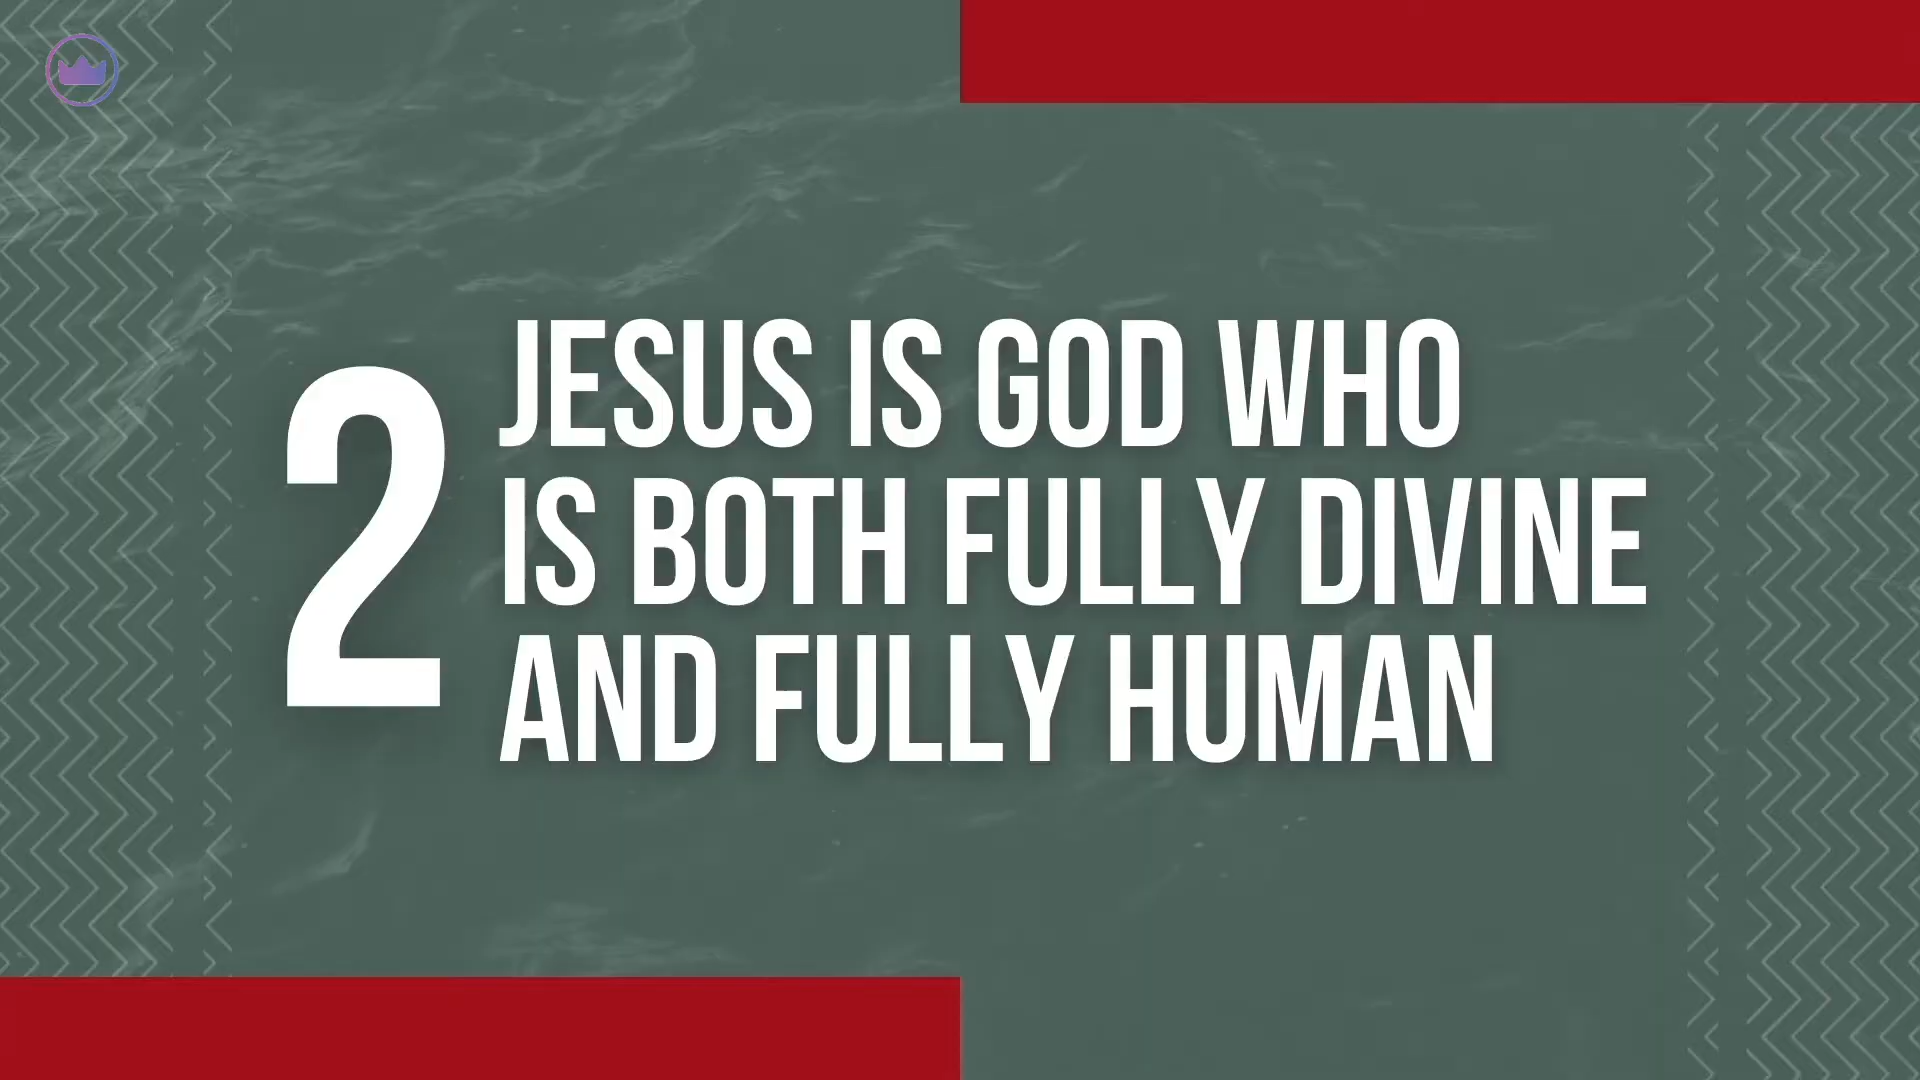 2
JESUS IS GOD WHO
IS BOTH FULLY DIVINE
AND FULLY HUMAN